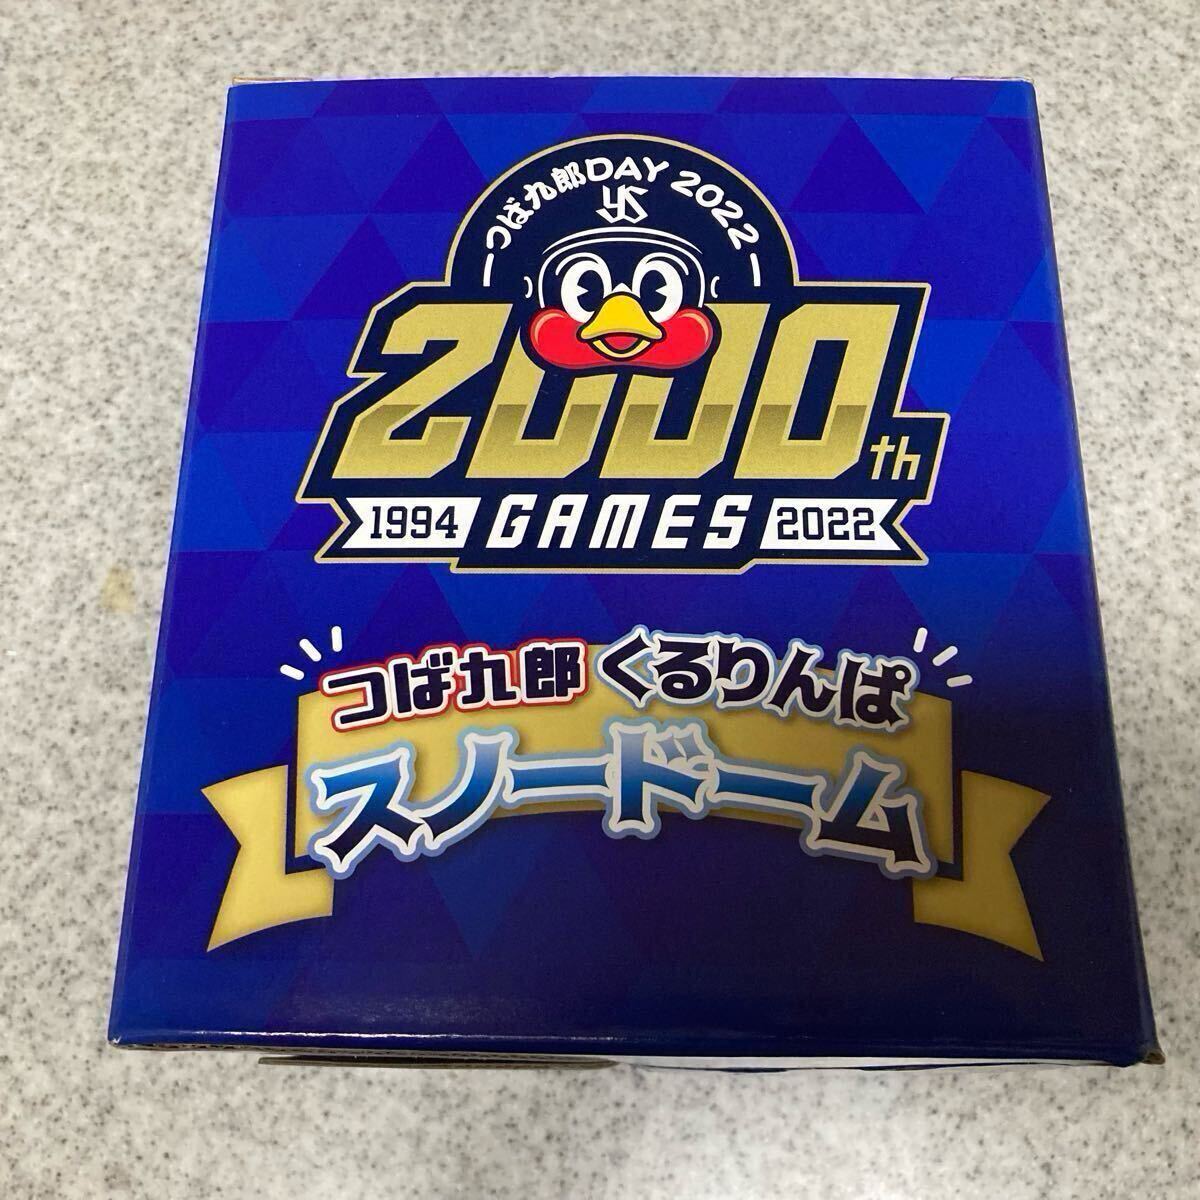 つば九郎DAY 2022
YS
2000th
1994 GAMES 2022
つば九郎 くるりんぱ
スノードーム